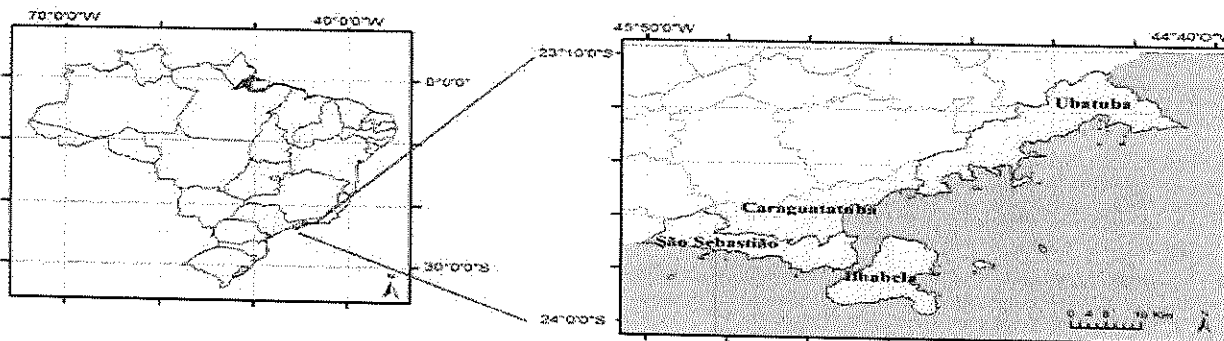 70°0'0"W
40°0'0"W
0°0'0"
30°0'0"S
23°10'0"S
24°0'0"S
45°50'0"W
44°40'0"W
Ubatuba
Caraguatatuba
São Sebastião
Ilhabela
0 4 8 16 Km